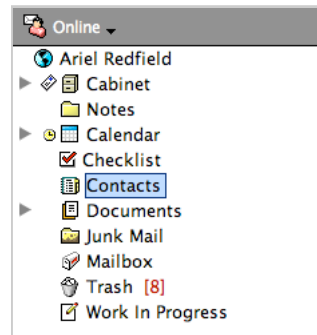 Online
Ariel Redfield
Cabinet
Notes
Calendar
Checklist
Contacts
Documents
Junk Mail
Mailbox
Trash [8]
Work In Progress